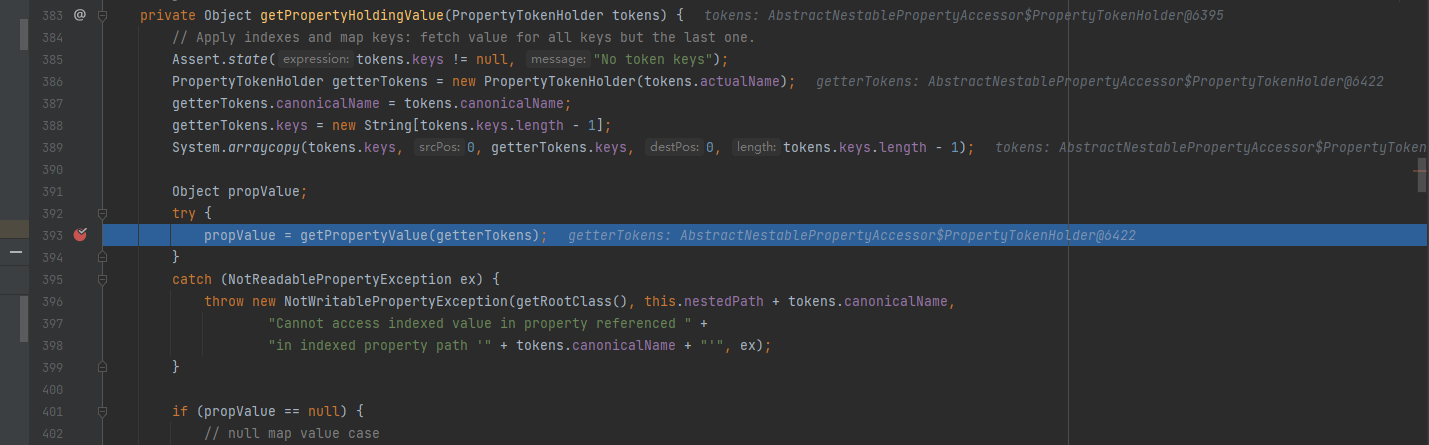 383 @ private Object getPropertyHoldingValue(PropertyTokenHolder tokens) { tokens: AbstractNestablePropertyAccessor$PropertyTokenHolder@6395
384 // Apply indexes and map keys: fetch value for all keys but the last one.
385 Assert.state( expression: tokens.keys != null, message: "No token keys");
386 PropertyTokenHolder getterTokens = new PropertyTokenHolder(tokens.actualName); getterTokens: AbstractNestablePropertyAccessor$PropertyTokenHolder@6422
387 getterTokens.canonicalName = tokens.canonicalName;
388 getterTokens.keys = new String[tokens.keys.length - 1];
389 System.arraycopy(tokens.keys, srcPos: 0, getterTokens.keys, destPos: 0, length: tokens.keys.length - 1); tokens: AbstractNestablePropertyAccessor$PropertyToken
390
391 Object propValue;
392 try {
393 propValue = getPropertyValue(getterTokens); getterTokens: AbstractNestablePropertyAccessor$PropertyTokenHolder@6422
394 }
395 catch (NotReadablePropertyException ex) {
396 throw new NotWritablePropertyException(getRootClass(), this.nestedPath + tokens.canonicalName,
397 "Cannot access indexed value in property referenced " +
398 "in indexed property path '" + tokens.canonicalName + "'", ex);
399 }
400
401 if (propValue == null) {
402 // null map value case